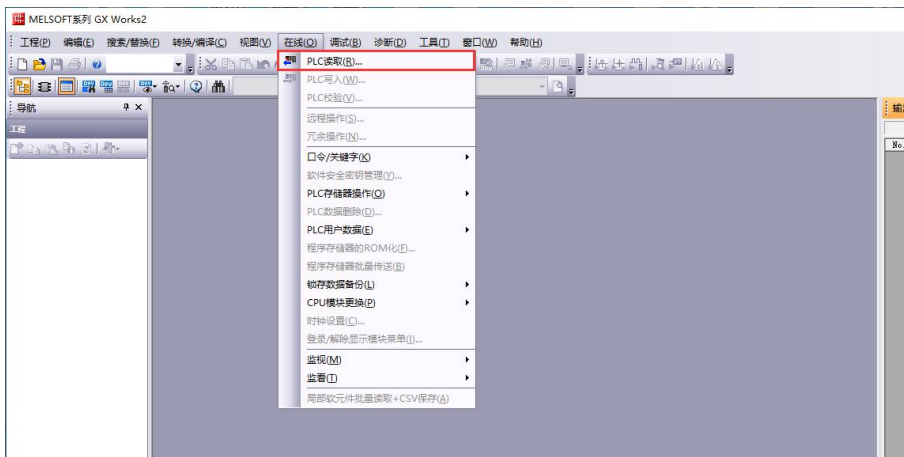 MELSOFT系列 GX Works2
工程(P) 编辑(E) 搜索/替换(F) 转换/编译(C) 视图(V) 在线(O) 调试(B) 诊断(D) 工具(T) 窗口(W) 帮助(H)
PLC读取(R)...
PLC写入(W)...
PLC校验(V)...
远程操作(S)...
冗余操作(N)...
口令/关键字(K)
软件安全密钥管理(Y)...
PLC存储器操作(O)
PLC数据删除(D)...
PLC用户数据(E)
程序存储器的ROM化(F)...
程序存储器批量传送(B)
锁存数据备份(L)
CPU模块更换(P)
时钟设置(C)...
登录/解除显示模块菜单(I)...
监视(M)
监看(T)
局部软元件批量读取+CSV保存(A)
导航
工程
输出
No.